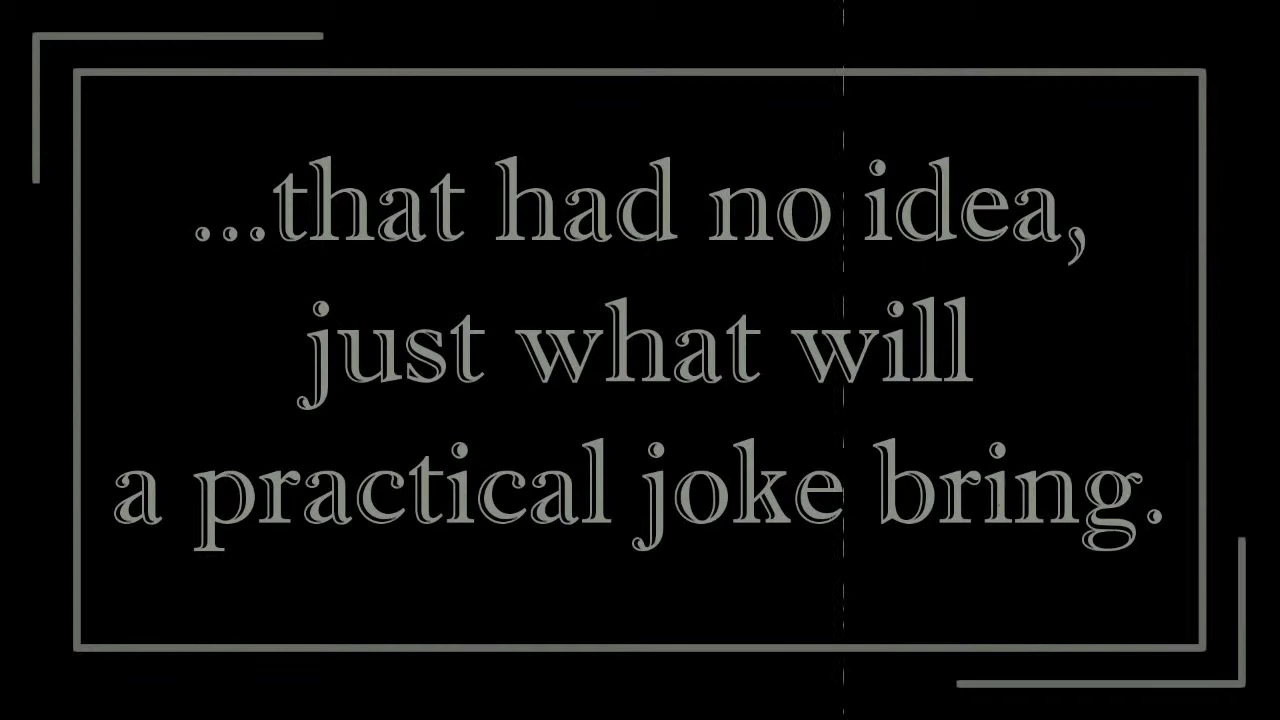 ...that had no idea,
just what will
a practical joke bring.